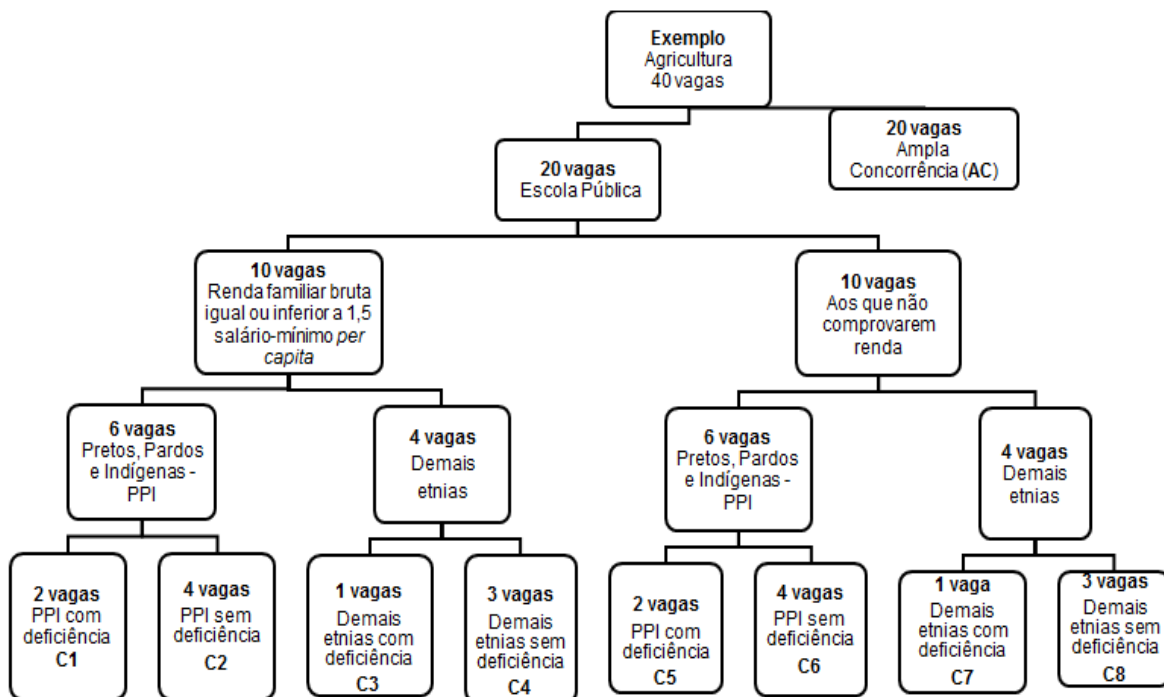 Exemplo
Agricultura
40 vagas
20 vagas
Ampla
Concorrência (AC)
20 vagas
Escola Pública
10 vagas
Renda familiar bruta
igual ou inferior a 1,5
salário-mínimo per
capita
10 vagas
Aos que não
comprovarem
renda
6 vagas
Pretos, Pardos
e Indígenas -
PPI
4 vagas
Demais
etnias
6 vagas
Pretos, Pardos
e Indígenas -
PPI
4 vagas
Demais
etnias
2 vagas
PPI com
deficiência
C1
4 vagas
PPI sem
deficiência
C2
1 vagas
Demais
etnias com
deficiência
C3
3 vagas
Demais
etnias sem
deficiência
C4
2 vagas
PPI com
deficiência
C5
4 vagas
PPI sem
deficiência
C6
1 vaga
Demais
etnias com
deficiência
C7
3 vagas
Demais
etnias sem
deficiência
C8